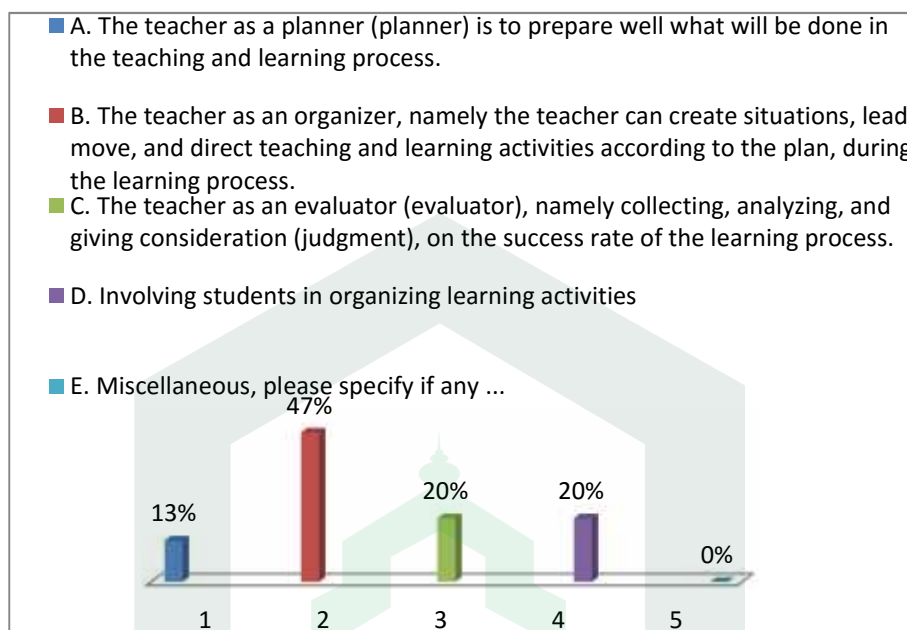 A. The teacher as a planner (planner) is to prepare well what will be done in
the teaching and learning process.
B. The teacher as an organizer, namely the teacher can create situations, lead
move, and direct teaching and learning activities according to the plan, during
the learning process.
C. The teacher as an evaluator (evaluator), namely collecting, analyzing, and
giving consideration (judgment), on the success rate of the learning process.
D. Involving students in organizing learning activities
E. Miscellaneous, please specify if any ...
47%
13%
20%
20%
0%
1 2 3 4 5